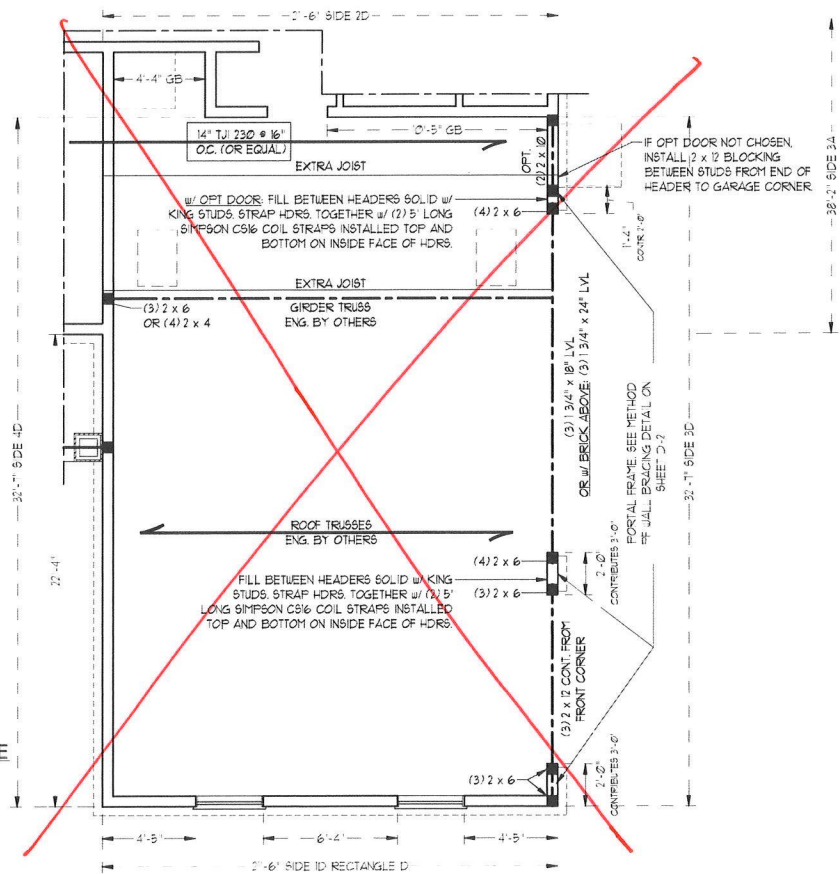 2'-6" SIDE 2D
4'-4" GB
14" TJI 230 @ 16"
O.C. (OR EQUAL)
10'-5" GB
OPT.
(2) 2 x 10
IF OPT DOOR NOT CHOSEN,
INSTALL 2 x 12 BLOCKING
BETWEEN STUDS FROM END OF
HEADER TO GARAGE CORNER.
38'-2" SIDE 3A
EXTRA JOIST
W/ OPT DOOR: FILL BETWEEN HEADERS SOLID W/
KING STUDS. STRAP HDRS. TOGETHER W/ (2) 5' LONG
SIMPSON CS16 COIL STRAPS INSTALLED TOP AND
BOTTOM ON INSIDE FACE OF HDRS.
(4) 2 x 6
1'-4"
CONTR. 2'-0"
EXTRA JOIST
(3) 2 x 6
OR (4) 2 x 4
GIRDER TRUSS
ENG. BY OTHERS
(3) 1 3/4" x 18" LVL
OR W/ BRICK ABOVE: (3) 1 3/4" x 24" LVL
PORTAL FRAME. SEE METHOD
PF WALL BRACING DETAIL ON
SHEET D-2
32'-7" SIDE 4D
32'-7" SIDE 3D
22'-4"
ROOF TRUSSES
ENG. BY OTHERS
FILL BETWEEN HEADERS SOLID W/ KING
STUDS. STRAP HDRS. TOGETHER W/ (2) 5'
LONG SIMPSON CS16 COIL STRAPS INSTALLED
TOP AND BOTTOM ON INSIDE FACE OF HDRS.
(4) 2 x 6
(3) 2 x 6
2'-0"
CONTRIBUTES 3'-0"
(3) 2 x 12 CONT. FROM
FRONT CORNER
(3) 2 x 6
2'-0"
CONTRIBUTES 3'-0"
4'-5"
6'-4"
4'-5"
2'-6" SIDE 1D RECTANGLE D